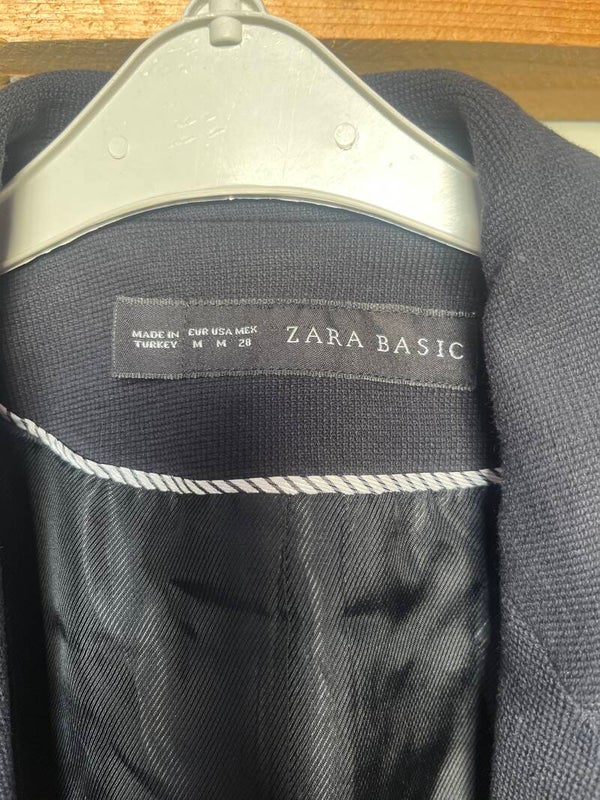 MADE IN EUR USA MEX
TURKEY M M 28
ZARA BASIC